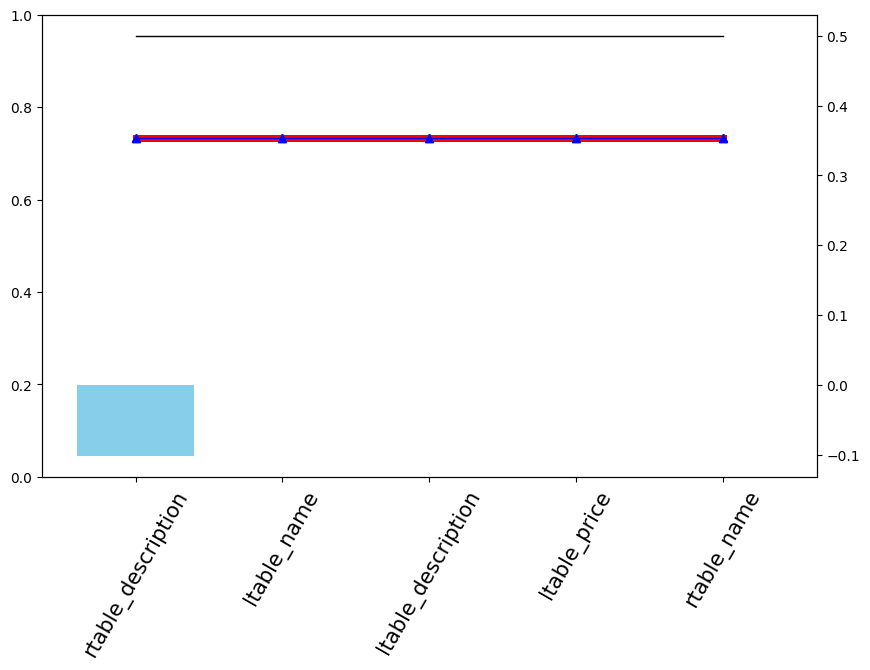 1.0
0.8
0.6
0.4
0.2
0.0
0.5
0.4
0.3
0.2
0.1
0.0
−0.1
rtable_description
ltable_name
ltable_description
ltable_price
rtable_name